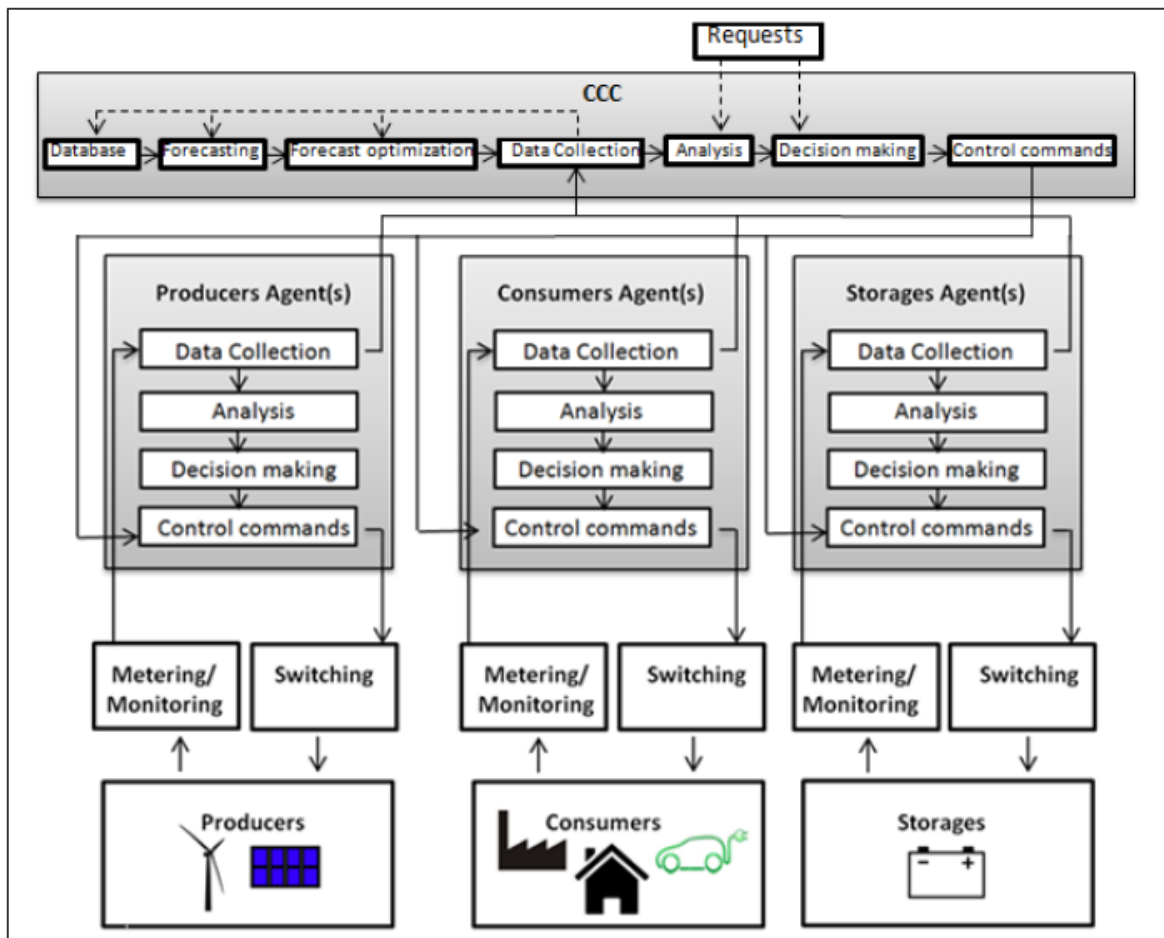 Requests
CCC
Database
Forecasting
Forecast optimization
Data Collection
Analysis
Decision making
Control commands
Producers Agent(s)
Data Collection
Analysis
Decision making
Control commands
Consumers Agent(s)
Data Collection
Analysis
Decision making
Control commands
Storages Agent(s)
Data Collection
Analysis
Decision making
Control commands
Metering/
Monitoring
Switching
Metering/
Monitoring
Switching
Metering/
Monitoring
Switching
Producers
Consumers
Storages
- +